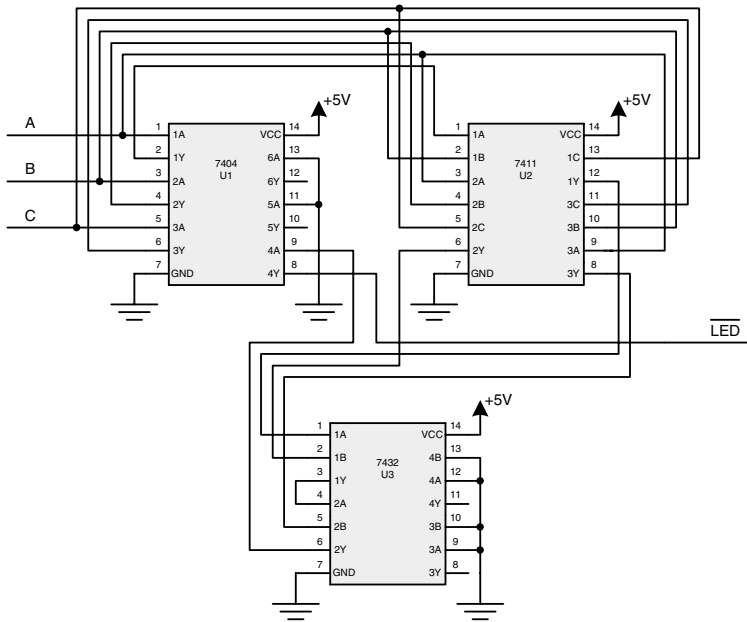 A
B
C
7404
U1
+5V
1 1A
2 1Y
3 2A
4 2Y
5 3A
6 3Y
7 GND
VCC 14
6A 13
6Y 12
5A 11
5Y 10
4A 9
4Y 8
7411
U2
+5V
1 1A
2 1B
3 2A
4 2B
5 2C
6 2Y
7 GND
VCC 14
1C 13
1Y 12
3C 11
3B 10
3A 9
3Y 8
LED
7432
U3
+5V
1 1A
2 1B
3 1Y
4 2A
5 2B
6 2Y
7 GND
VCC 14
4B 13
4A 12
4Y 11
3B 10
3A 9
3Y 8